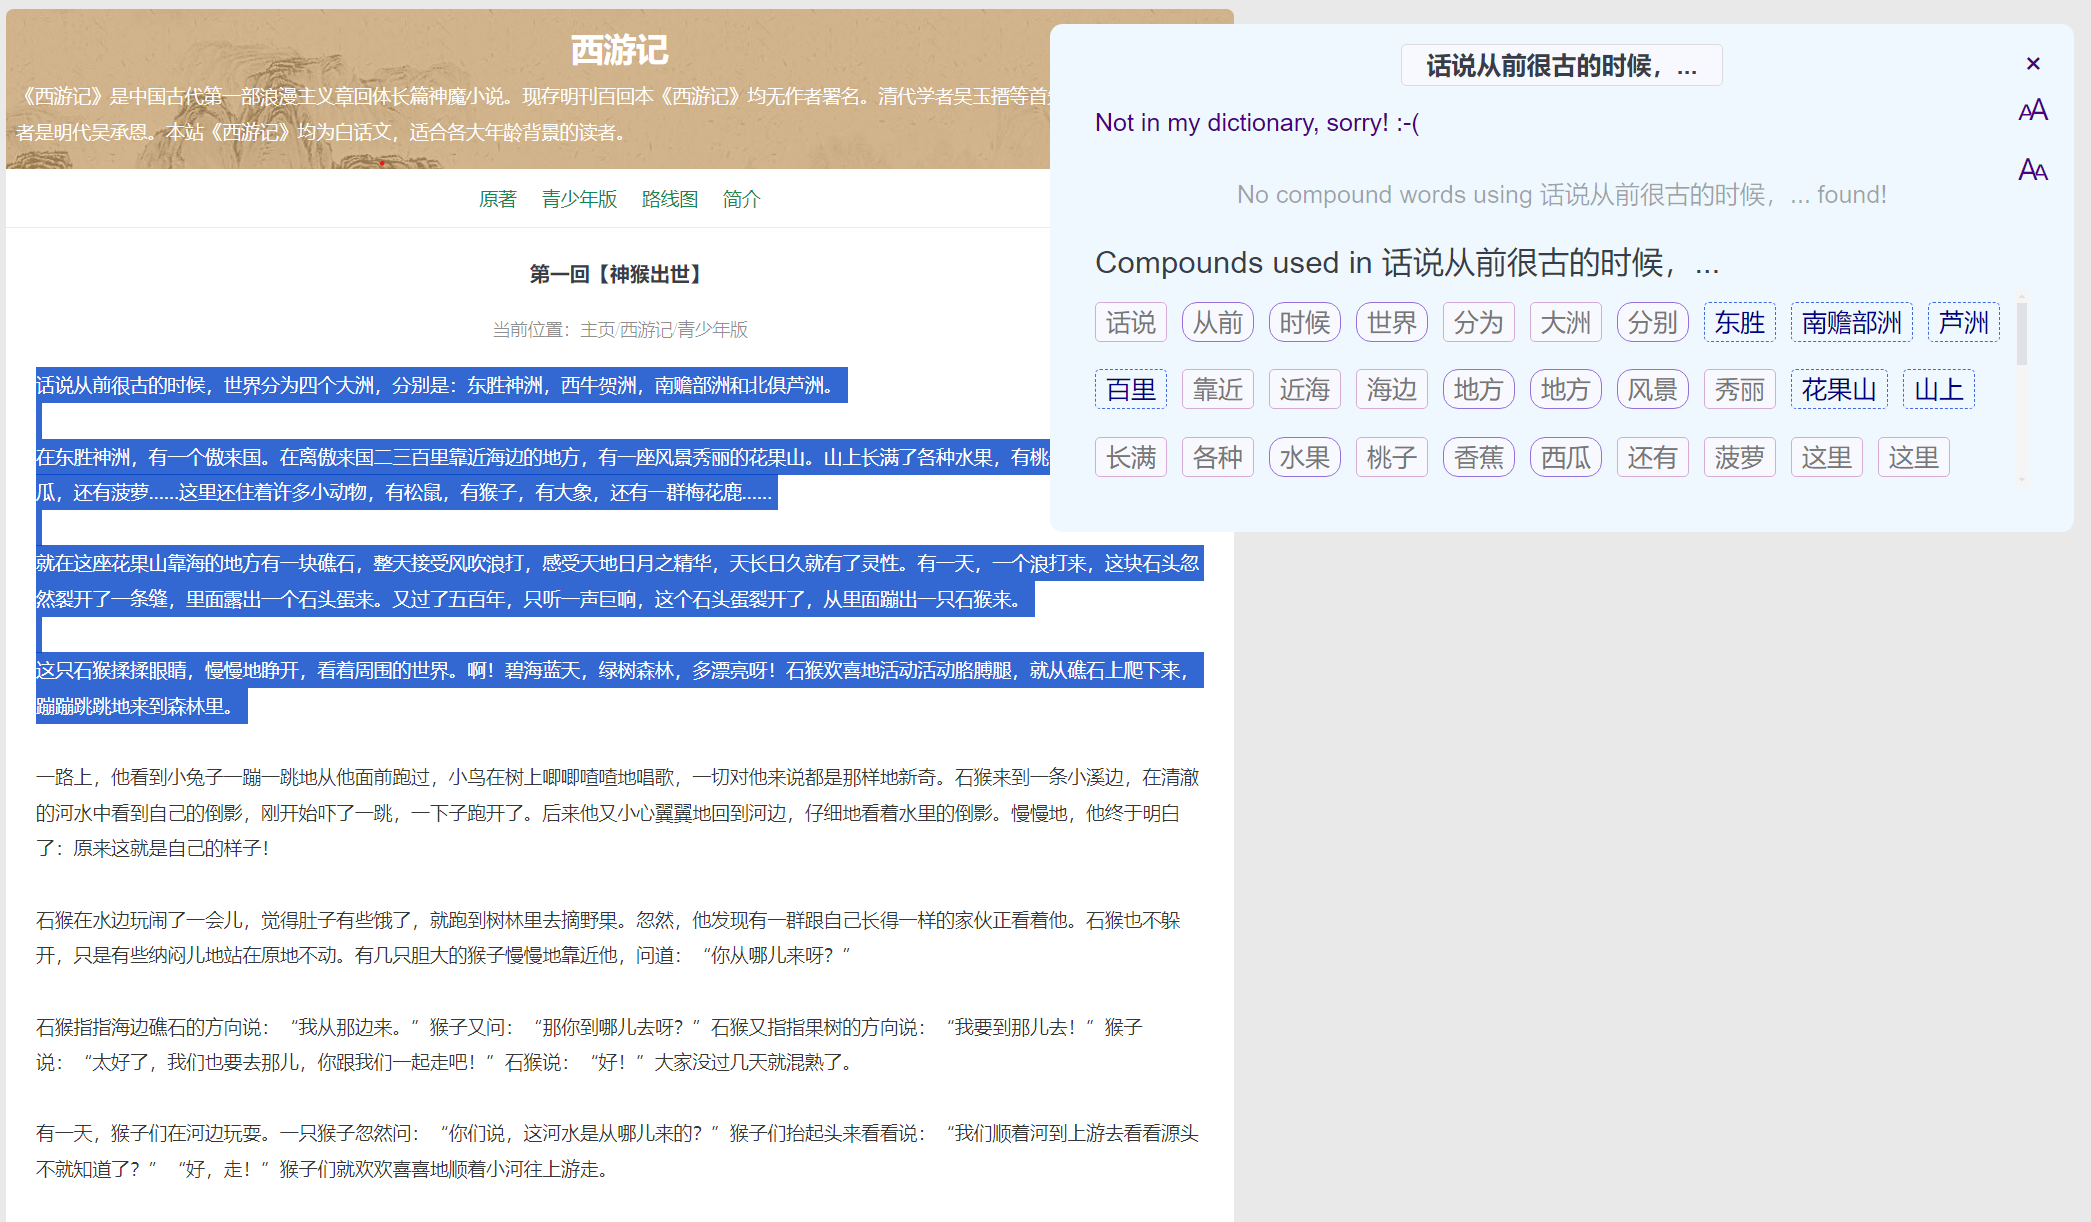 西游记
《西游记》是中国古代第一部浪漫主义章回体长篇神魔小说。现存明刊百回本《西游记》均无作者署名。清代学者吴玉搢等首
者是明代吴承恩。本站《西游记》均为白话文，适合各大年龄背景的读者。
原著 青少年版 路线图 简介
第一回【神猴出世】
当前位置：主页/西游记/青少年版
话说从前很古的时候，世界分为四个大洲，分别是：东胜神洲，西牛贺洲，南赡部洲和北俱芦洲。
在东胜神洲，有一个傲来国。在离傲来国二三百里靠近海边的地方，有一座风景秀丽的花果山。山上长满了各种水果，有桃
瓜，还有菠萝……这里还住着许多小动物，有松鼠，有猴子，有大象，还有一群梅花鹿……
就在这座花果山靠海的地方有一块礁石，整天接受风吹浪打，感受天地日月之精华，天长日久就有了灵性。有一天，一个浪打来，这块石头忽
然裂开了一条缝，里面露出一个石头蛋来。又过了五百年，只听一声巨响，这个石头蛋裂开了，从里面蹦出一只石猴来。
这只石猴揉揉眼睛，慢慢地睁开，看着周围的世界。啊！碧海蓝天，绿树森林，多漂亮呀！石猴欢喜地活动活动胳膊腿，就从礁石上爬下来，
蹦蹦跳跳地来到森林里。
一路上，他看到小兔子一蹦一跳地从他面前跑过，小鸟在树上唧唧喳喳地唱歌，一切对他来说都是那样地新奇。石猴来到一条小溪边，在清澈
的河水中看到自己的倒影，刚开始吓了一跳，一下子跑开了。后来他又小心翼翼地回到河边，仔细地看着水里的倒影。慢慢地，他终于明白
了：原来这就是自己的样子！
石猴在水边玩闹了一会儿，觉得肚子有些饿了，就跑到树林里去摘野果。忽然，他发现有一群跟自己长得一样的家伙正看着他。石猴也不躲
开，只是有些纳闷儿地站在原地不动。有几只胆大的猴子慢慢地靠近他，问道：“你从哪儿来呀？”
石猴指指海边礁石的方向说：“我从那边来。”猴子又问：“那你到哪儿去呀？”石猴又指指果树的方向说：“我要到那儿去！”猴子
说：“太好了，我们也要去那儿，你跟我们一起走吧！”石猴说：“好！”大家没过几天就混熟了。
有一天，猴子们在河边玩耍。一只猴子忽然问：“你们说，这河水是从哪儿来的？”猴子们抬起头来看看说：“我们顺着河到上游去看看源头
不就知道了？”“好，走！”猴子们就欢欢喜喜地顺着小河往上游走。
话说从前很古的时候，...
×
AA
Not in my dictionary, sorry! :-(
AA
No compound words using 话说从前很古的时候，... found!
Compounds used in 话说从前很古的时候，...
话说 从前 时候 世界 分为 大洲 分别 东胜 南赡部洲 芦洲
百里 靠近 近海 海边 地方 地方 风景 秀丽 花果山 山上
长满 各种 水果 桃子 香蕉 西瓜 还有 菠萝 这里 这里